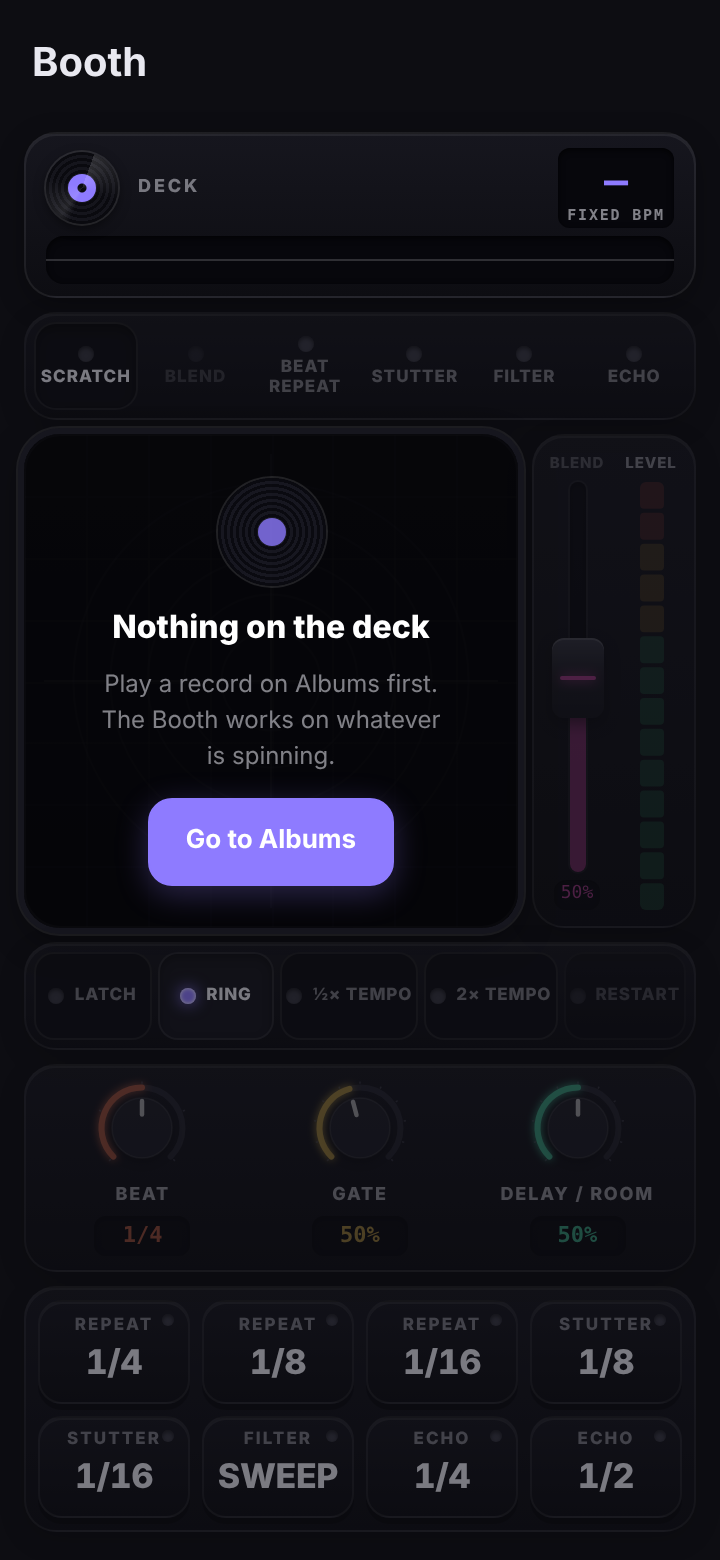 Booth
DECK
—
FIXED BPM
SCRATCH
BLEND
BEAT
REPEAT
STUTTER
FILTER
ECHO
Nothing on the deck
Play a record on Albums first.
The Booth works on whatever
is spinning.
Go to Albums
BLEND
LEVEL
50%
LATCH
RING
½× TEMPO
2× TEMPO
RESTART
BEAT
GATE
DELAY / ROOM
1/4
50%
50%
REPEAT
1/4
REPEAT
1/8
REPEAT
1/16
STUTTER
1/8
STUTTER
1/16
FILTER
SWEEP
ECHO
1/4
ECHO
1/2